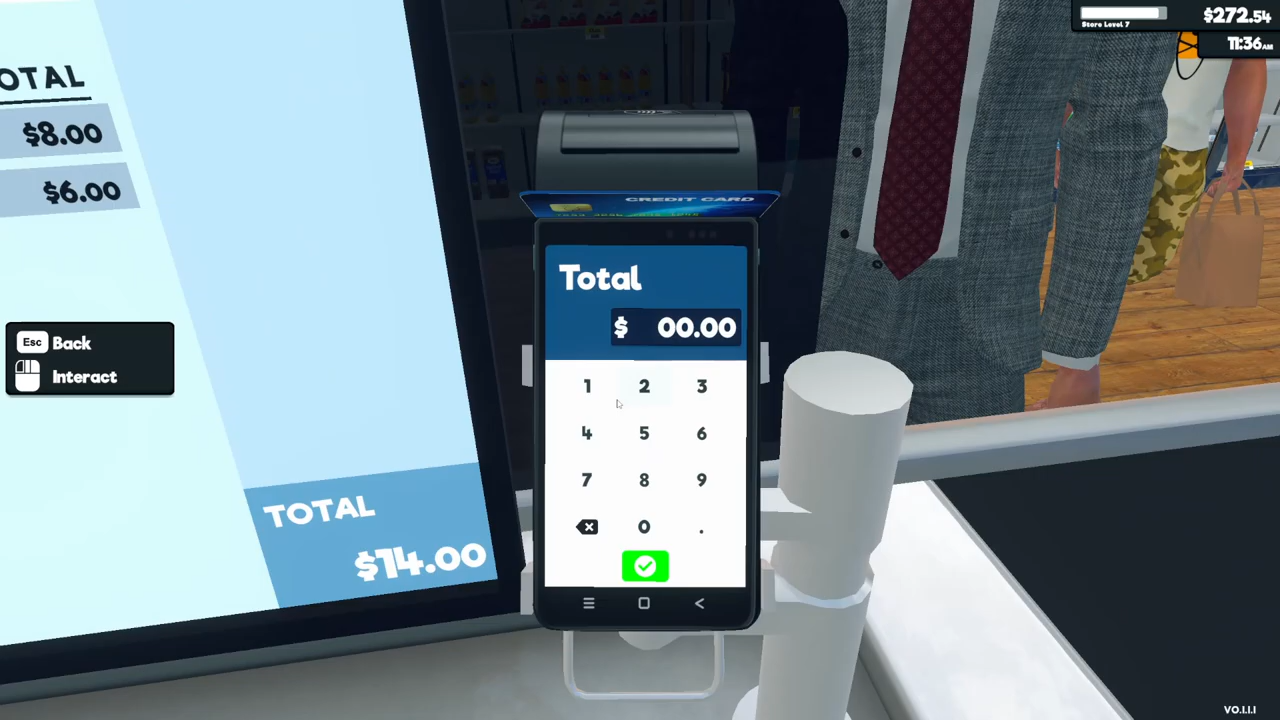 OTAL
$8.00
$6.00
TOTAL
$14.00
Esc Back
Interact
CREDIT CARD
Total
$ 00.00
1 2 3
4 5 6
7 8 9
0 .
Store Level 7
$272.54
11:36AM
V0.1.1.1